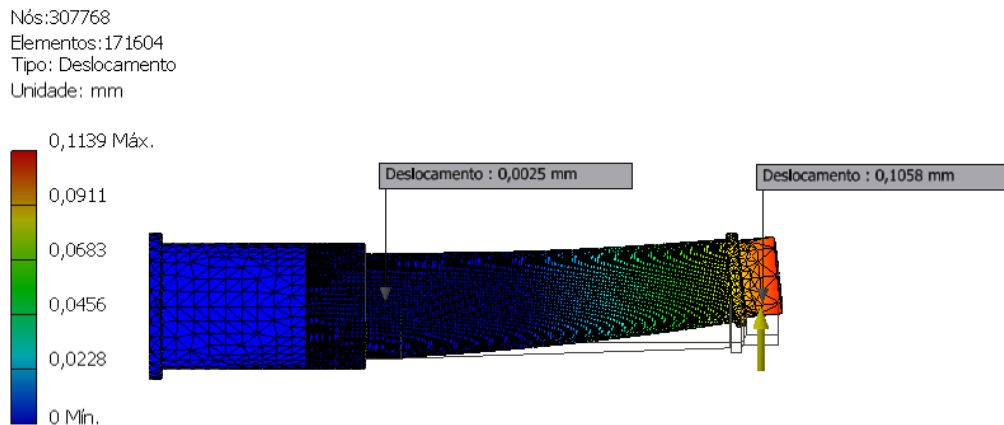 Nós:307768
Elementos:171604
Tipo: Deslocamento
Unidade: mm
0,1139 Máx.
Deslocamento : 0,0025 mm
Deslocamento : 0,1058 mm
0,0911
0,0683
0,0456
0,0228
0 Mín.